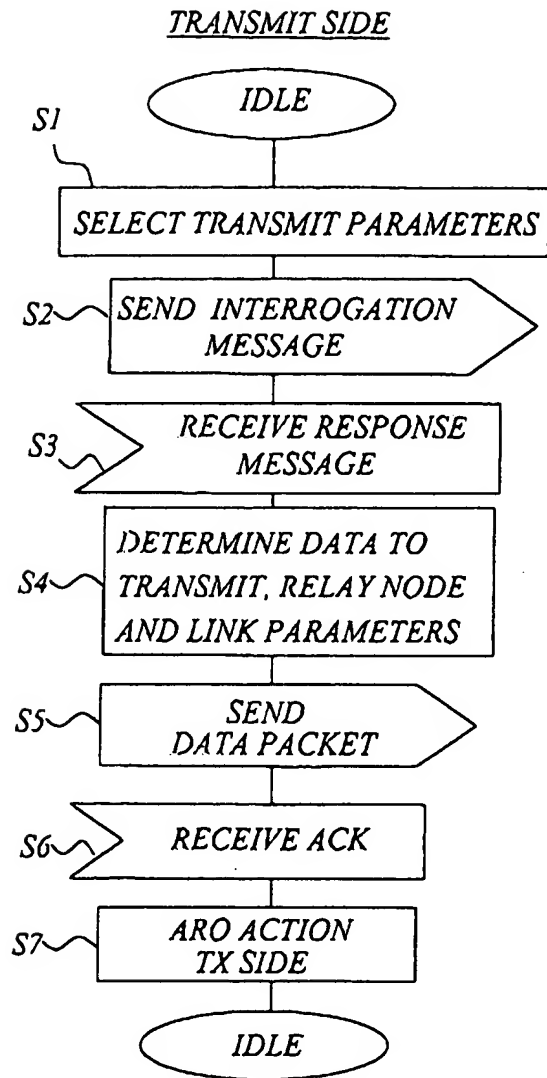 TRANSMIT SIDE
IDLE
S1
SELECT TRANSMIT PARAMETERS
S2
SEND INTERROGATION
MESSAGE
S3
RECEIVE RESPONSE
MESSAGE
S4
DETERMINE DATA TO
TRANSMIT, RELAY NODE
AND LINK PARAMETERS
S5
SEND
DATA PACKET
S6
RECEIVE ACK
S7
ARO ACTION
TX SIDE
IDLE